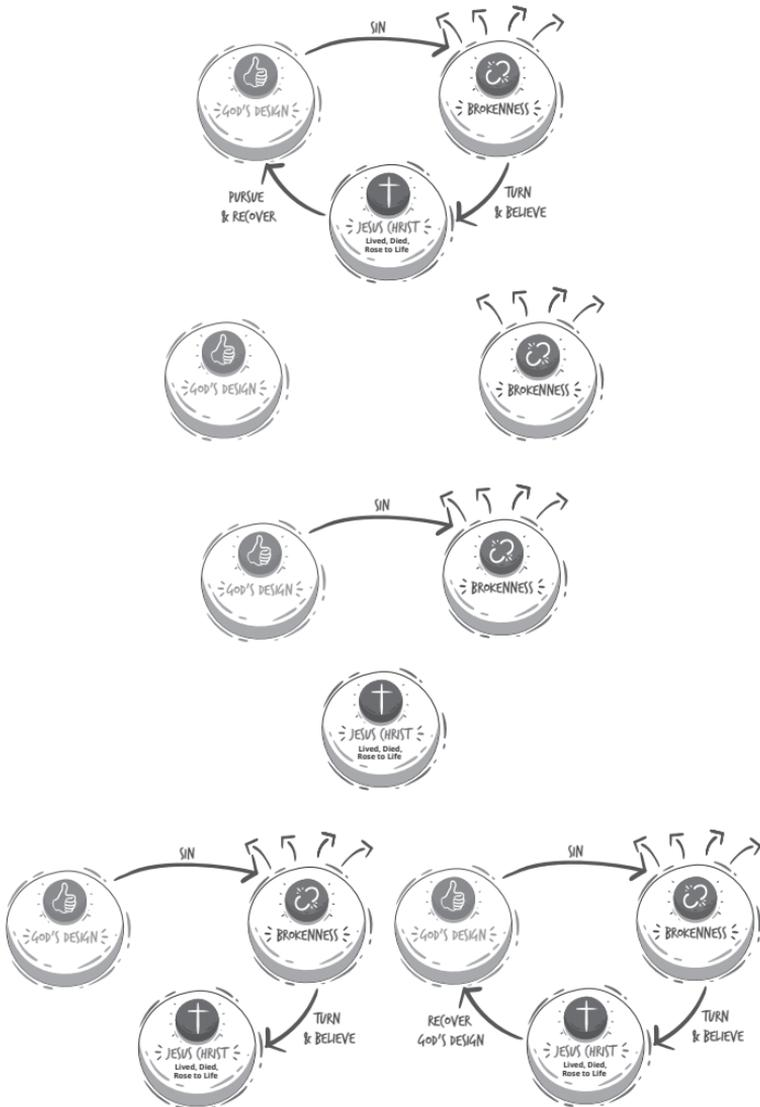 SIN
GOD'S DESIGN
BROKENNESS
PURSUE
& RECOVER
TURN
& BELIEVE
JESUS CHRIST
Lived, Died,
Rose to Life
GOD'S DESIGN
BROKENNESS
SIN
GOD'S DESIGN
BROKENNESS
JESUS CHRIST
Lived, Died,
Rose to Life
SIN
GOD'S DESIGN
BROKENNESS
TURN
& BELIEVE
JESUS CHRIST
Lived, Died,
Rose to Life
SIN
GOD'S DESIGN
BROKENNESS
RECOVER
GOD'S DESIGN
TURN
& BELIEVE
JESUS CHRIST
Lived, Died,
Rose to Life